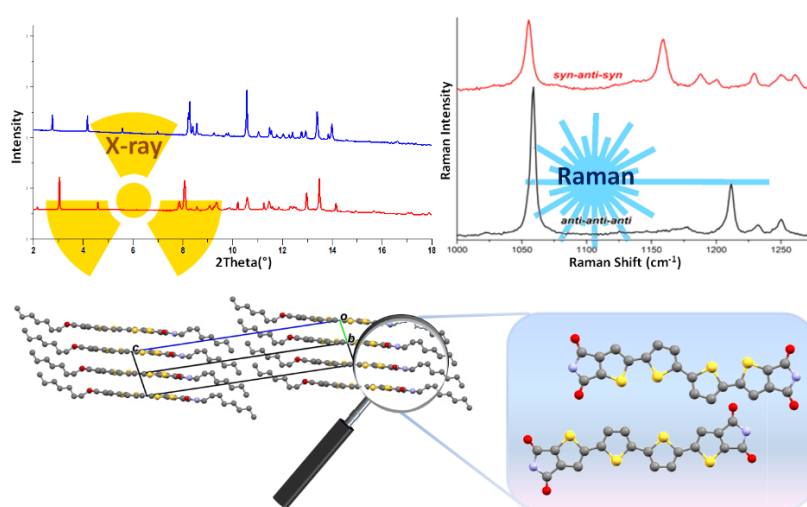 Intensity
X-ray
2 4 6 8 10 12 14 16 18
2Theta(°)
Raman Intensity
syn-anti-syn
Raman
anti-anti-anti
1000 1050 1100 1150 1200 1250
Raman Shift (cm-1)
o
b
c